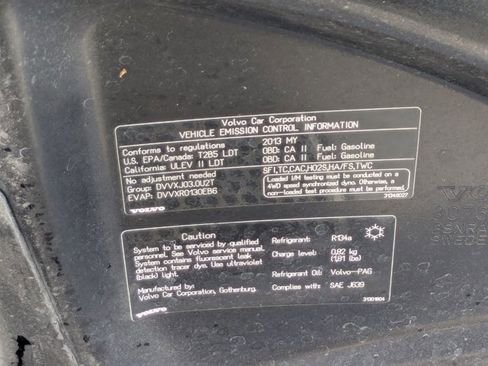 Volvo Car Corporation
VEHICLE EMISSION CONTROL INFORMATION
Conforms to regulations 2013 MY
U.S. EPA/Canada: T2B5 LDT OBD: CA II Fuel: Gasoline
California: ULEV II LDT OBD: CA II Fuel: Gasoline
No adjustment needed SFI,TC,CAC,HO2S,HA/FS,TWC
Group: DVVXJ03.0U2T
EVAP: DVVXR0130EB6
Loaded I/M testing must be conducted on a
4WD speed synchronized dyno. Otherwise, a
non-loaded test procedure must be conducted.
VOLVO
Caution
System to be serviced by qualified
personnel. See Volvo service manual.
System contains fluorescent leak
detection tracer dye. Use ultraviolet
(black) light.
Manufactured by
Volvo Car Corporation, Gothenburg.
Refrigerant: R134a
Charge level: 0,82 kg
(1,81 lbs)
Refrigerant Oil: Volvo-PAG
Complies with: SAE J639
31301804
VOLVO